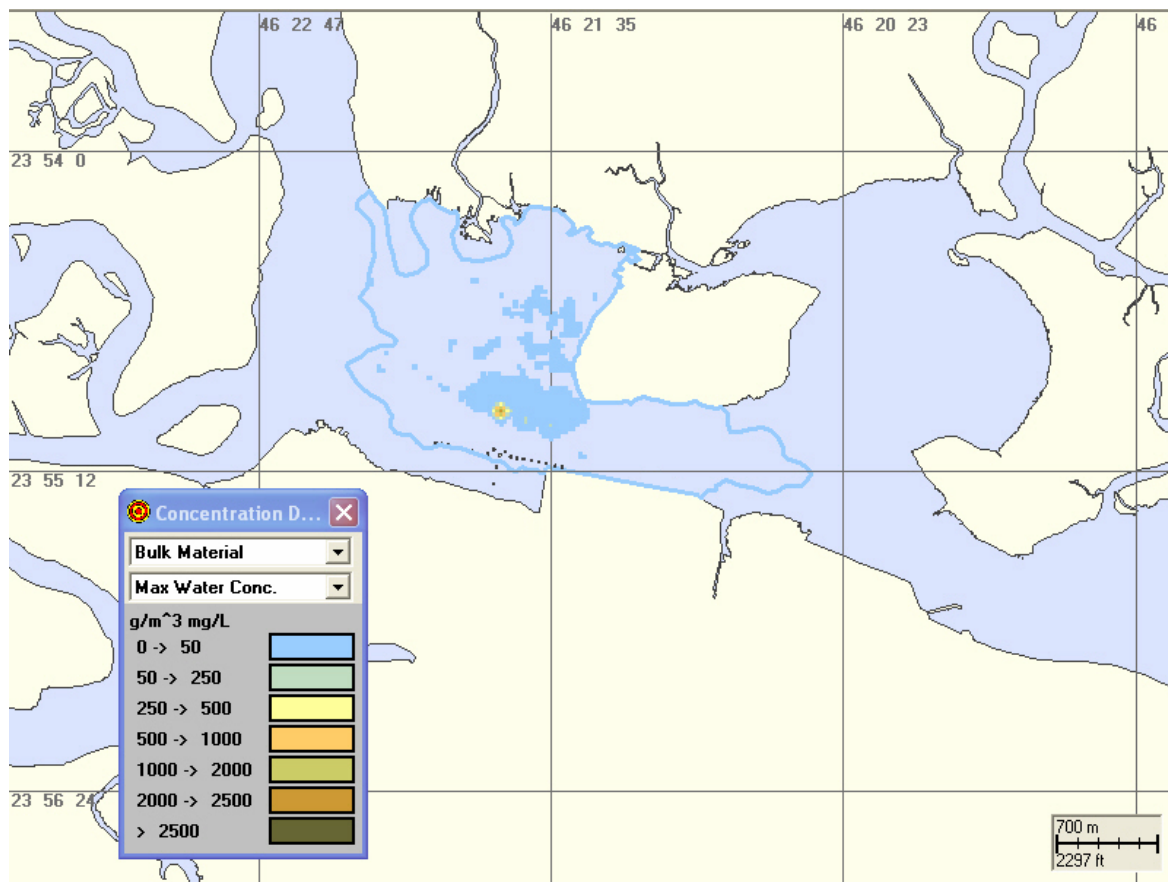 46 22 47
46 21 35
46 20 23
46
23 54 0
23 55 12
Concentration D...
Bulk Material
Max Water Conc.
g/m^3 mg/L
0 -> 50
50 -> 250
250 -> 500
500 -> 1000
1000 -> 2000
2000 -> 2500
> 2500
23 56 24
700 m
2297 ft